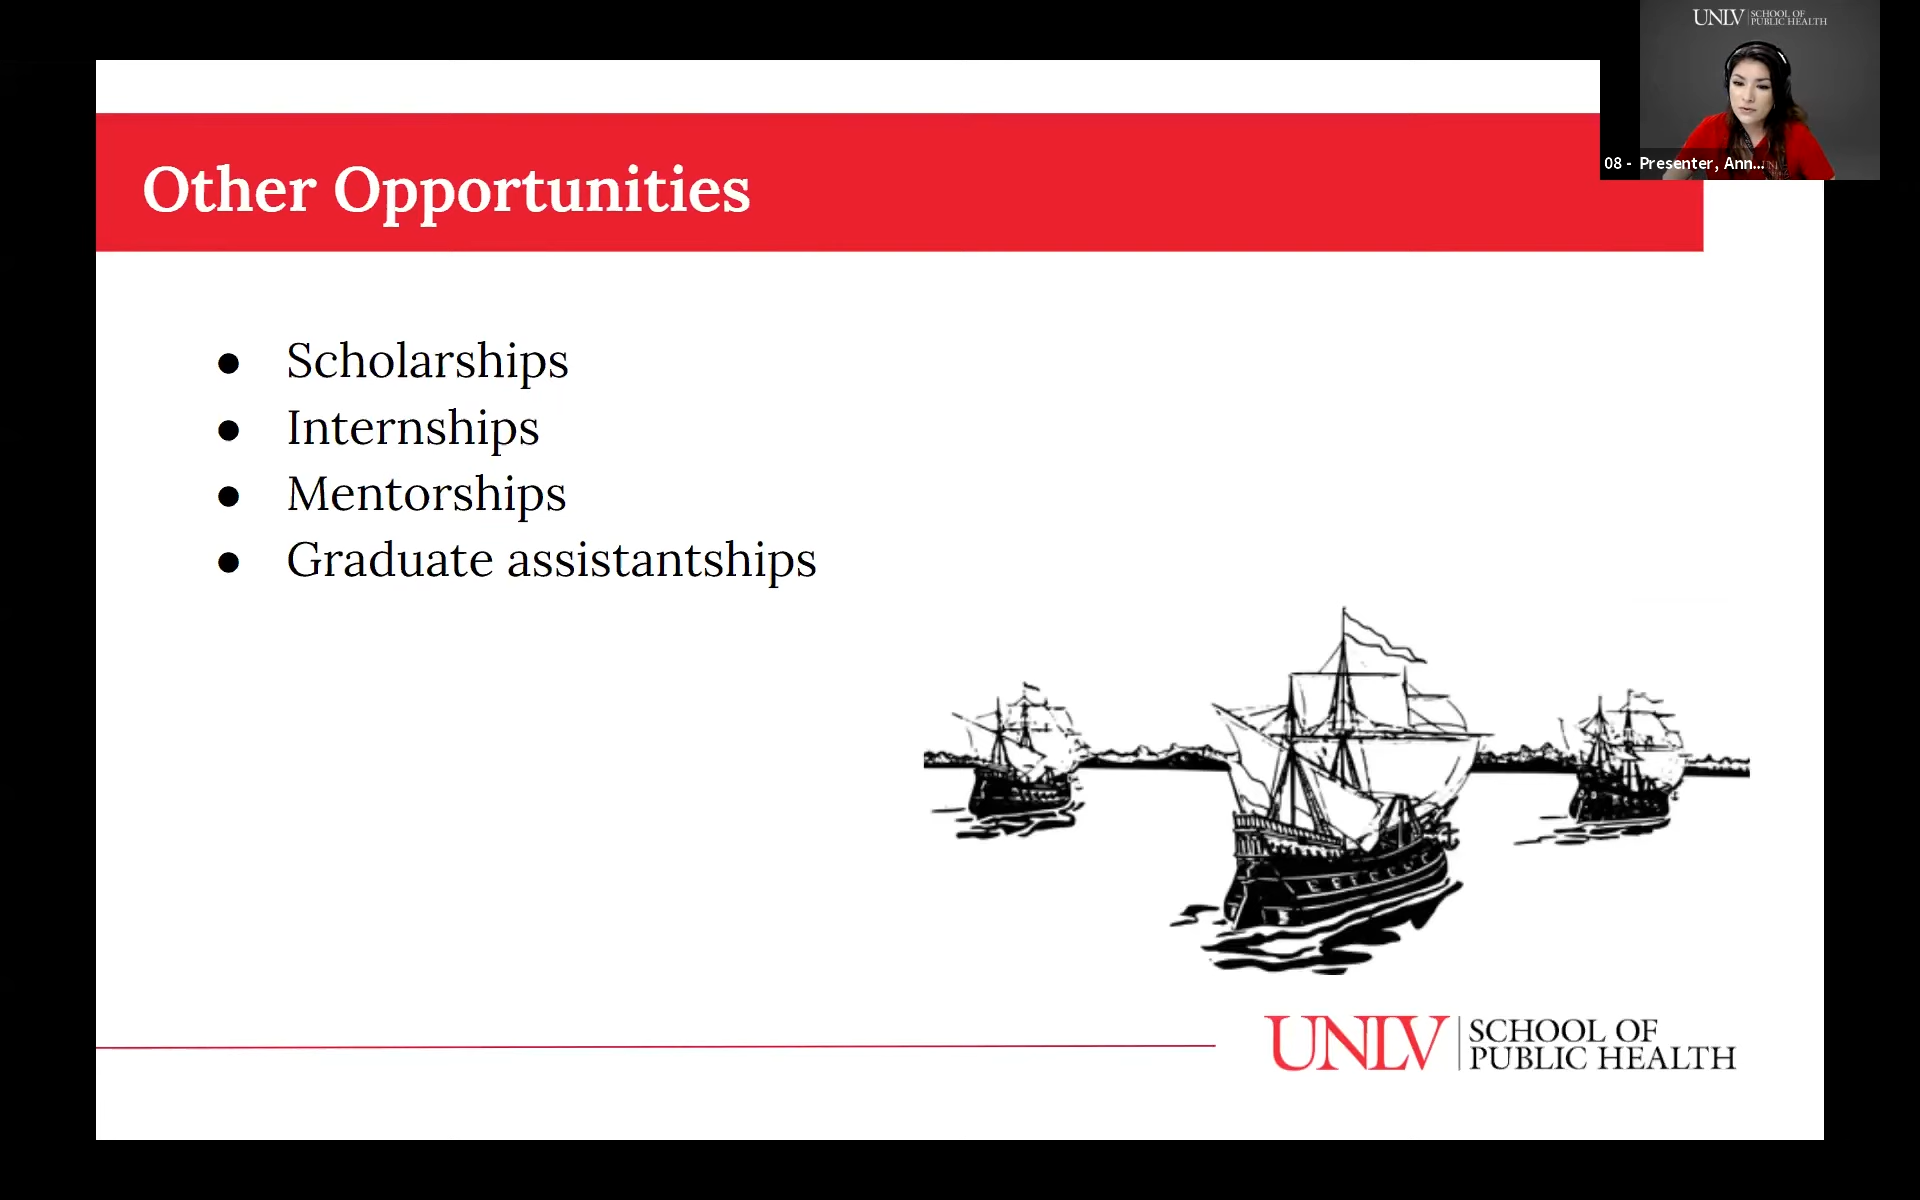 UNLV SCHOOL OF
PUBLIC HEALTH
08 - Presenter, Ann...
Other Opportunities
● Scholarships
● Internships
● Mentorships
● Graduate assistantships
UNLV SCHOOL OF
PUBLIC HEALTH